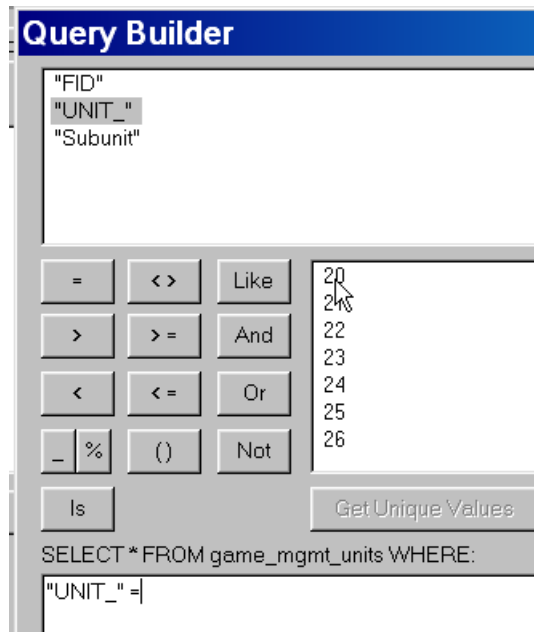 Query Builder
"FID"
"UNIT_"
"Subunit"
= <> Like
> >= And
< <= Or
_ % () Not
Is
20
22
23
24
25
26
Get Unique Values
SELECT * FROM game_mgmt_units WHERE:
"UNIT_" =